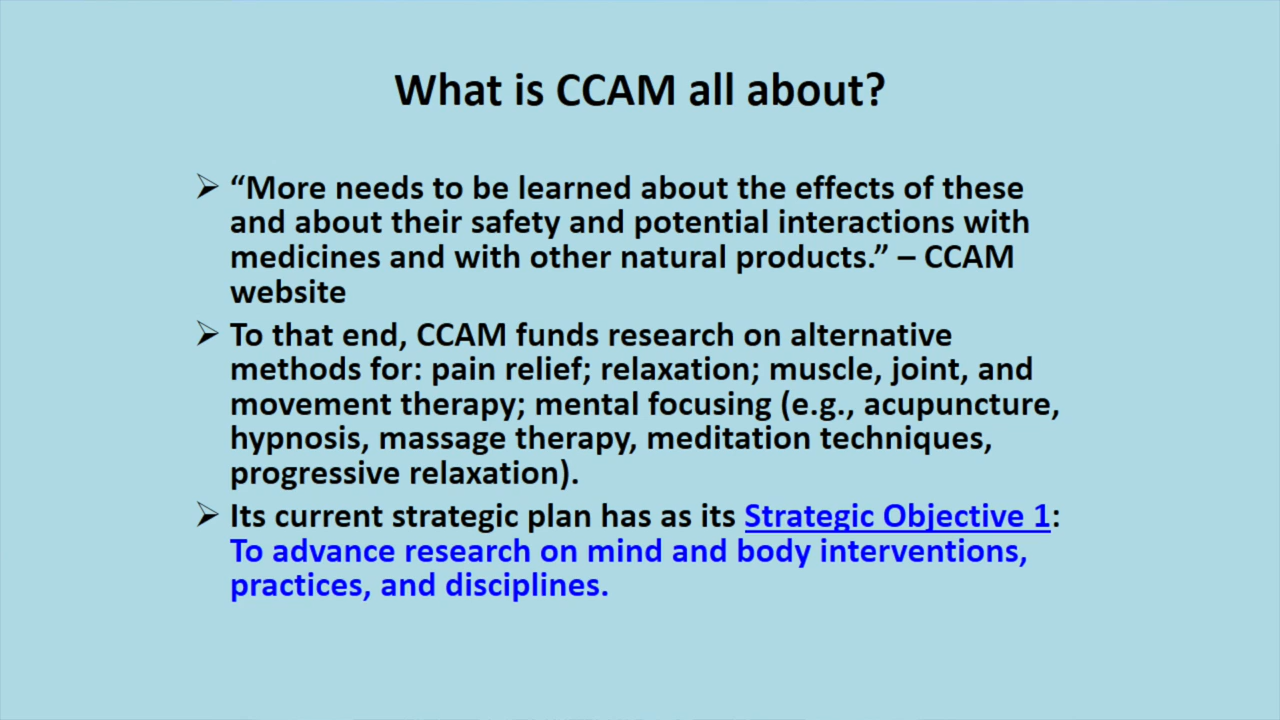 What is CCAM all about?
➢ “More needs to be learned about the effects of these
and about their safety and potential interactions with
medicines and with other natural products.” – CCAM
website
➢ To that end, CCAM funds research on alternative
methods for: pain relief; relaxation; muscle, joint, and
movement therapy; mental focusing (e.g., acupuncture,
hypnosis, massage therapy, meditation techniques,
progressive relaxation).
➢ Its current strategic plan has as its Strategic Objective 1:
To advance research on mind and body interventions,
practices, and disciplines.